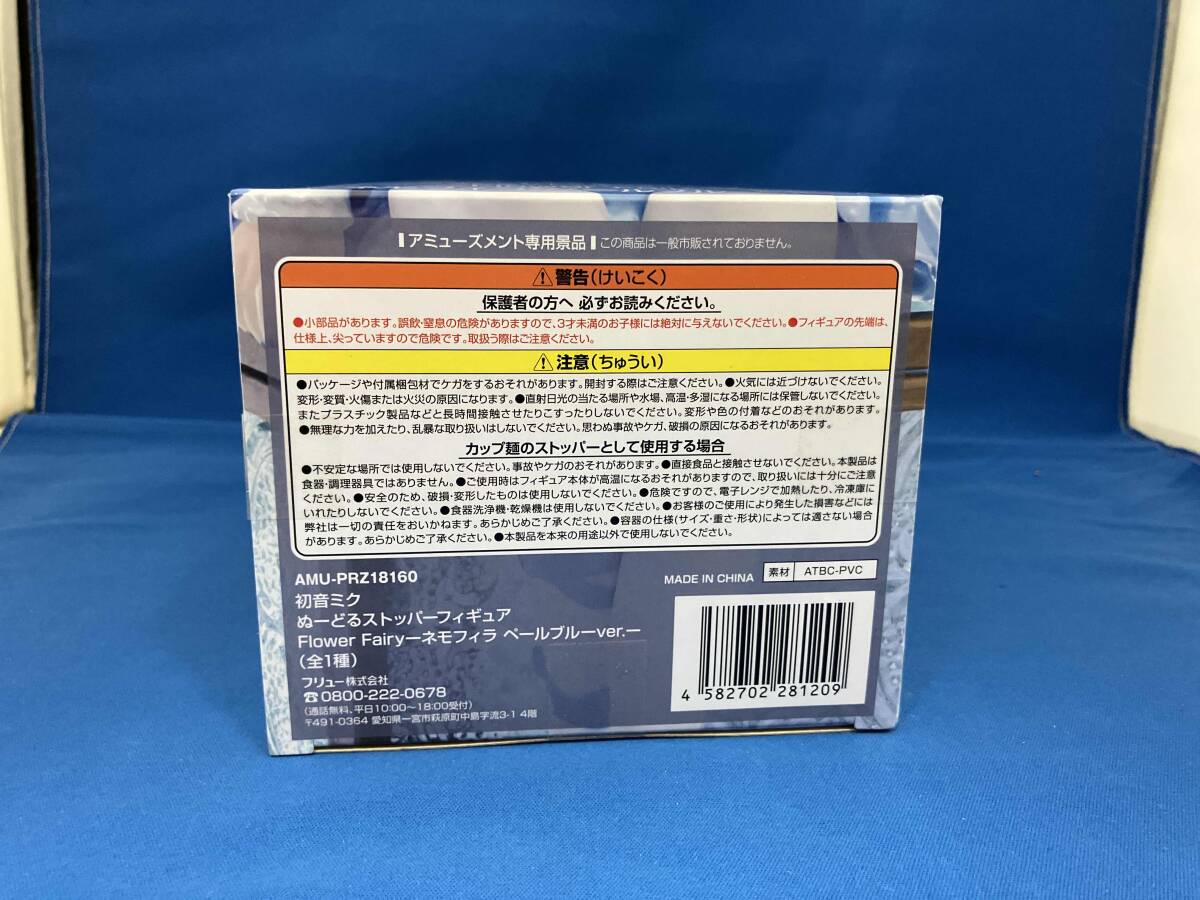 アミューズメント専用景品 この商品は一般市販されておりません。
⚠警告(けいこく)
保護者の方へ 必ずお読みください。
●小部品があります。誤飲・窒息の危険がありますので、3才未満のお子様には絶対に与えないでください。●フィギュアの先端は、
仕様上、尖っていますので危険です。取扱う際はご注意ください。
⚠注意(ちゅうい)
●パッケージや付属梱包材でケガをするおそれがあります。開封する際はご注意ください。●火気には近づけないでください。
変形・変質・火傷または火災の原因になります。●直射日光の当たる場所や水場、高温・多湿になる場所には保管しないでください。
またプラスチック製品などと長時間接触させたりこすったりしないでください。変形や色の付着などのおそれがあります。
●無理な力を加えたり、乱暴な取り扱いはしないでください。思わぬ事故やケガ、破損の原因になるおそれがあります。
カップ麺のストッパーとして使用する場合
●不安定な場所では使用しないでください。事故やケガのおそれがあります。●直接食品と接触させないでください。本製品は
食器・調理器具ではありません。●ご使用時はフィギュア本体が高温になるおそれがありますので、取り扱いには十分にご注意
ください。●安全のため、破損・変形したものは使用しないでください。●危険ですので、電子レンジで加熱したり、冷凍庫に
いれたりしないでください。●食器洗浄機・乾燥機は使用しないでください。●お客様のご使用により発生した損害などには
弊社は一切の責任をおいかねます。あらかじめご了承ください。●容器の仕様(サイズ・重さ・形状)によっては適さない場合
があります。あらかじめご了承ください。●本製品を本来の用途以外で使用しないでください。
AMU-PRZ18160
MADE IN CHINA 素材 ATBC-PVC
初音ミク
ぬーどるストッパーフィギュア
Flower Fairyーネモフィラ ペールブルーver.ー
(全1種)
フリュー株式会社
☎0800-222-0678
(通話無料、平日10:00〜18:00受付)
〒491-0364 愛知県一宮市萩原町中島字流3-1 4階
4 582702 281209